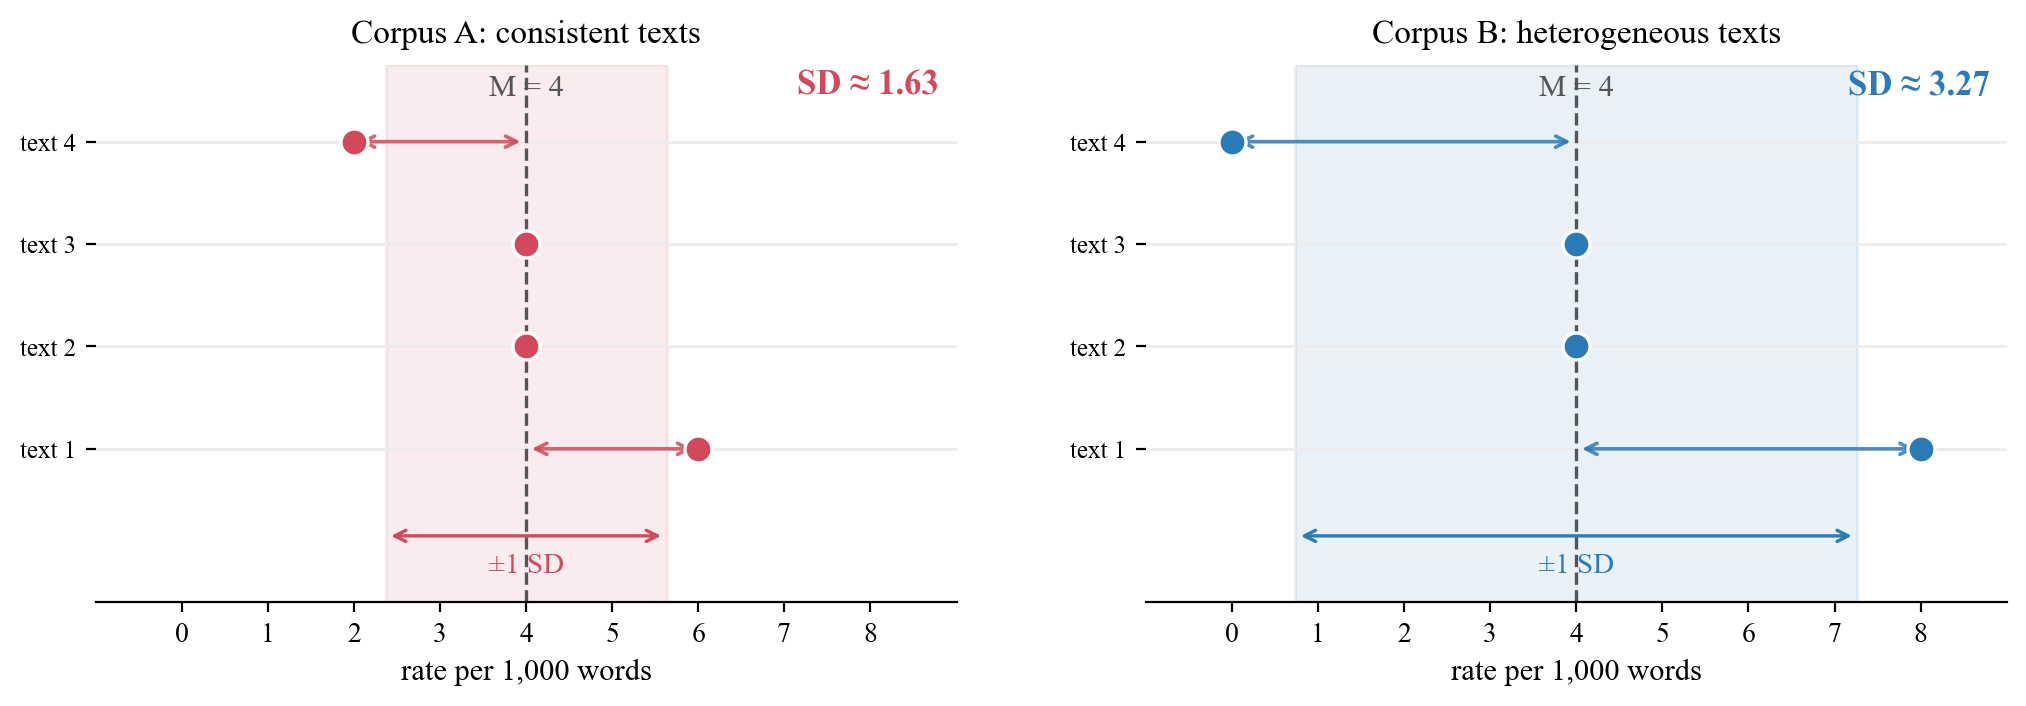 Corpus A: consistent texts
M = 4
SD ≈ 1.63
text 4
text 3
text 2
text 1
±1 SD
0 1 2 3 4 5 6 7 8
rate per 1,000 words
Corpus B: heterogeneous texts
M = 4
SD ≈ 3.27
text 4
text 3
text 2
text 1
±1 SD
0 1 2 3 4 5 6 7 8
rate per 1,000 words